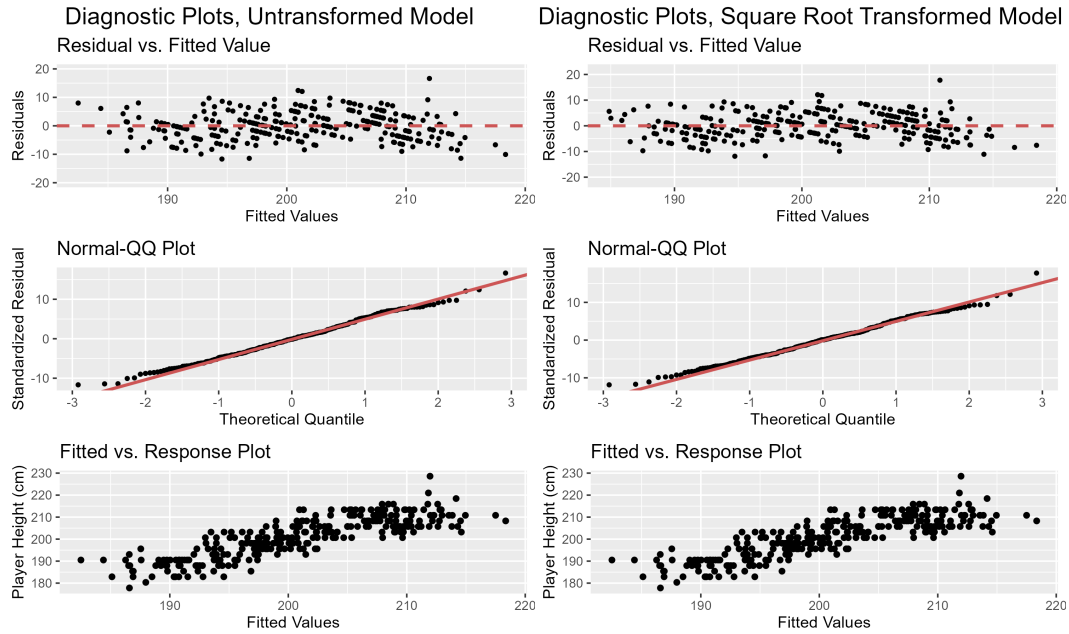 Diagnostic Plots, Untransformed Model
Residual vs. Fitted Value
Residuals
20
10
0
-10
-20
190
200
210
220
Fitted Values
Normal-QQ Plot
Standardized Residual
10
0
-10
-3
-2
-1
0
1
2
3
Theoretical Quantile
Fitted vs. Response Plot
Player Height (cm)
230
220
210
200
190
180
190
200
210
220
Fitted Values
Diagnostic Plots, Square Root Transformed Model
Residual vs. Fitted Value
Residuals
20
10
0
-10
-20
190
200
210
220
Fitted Values
Normal-QQ Plot
Standardized Residual
10
0
-10
-3
-2
-1
0
1
2
3
Theoretical Quantile
Fitted vs. Response Plot
Player Height (cm)
230
220
210
200
190
180
190
200
210
220
Fitted Values